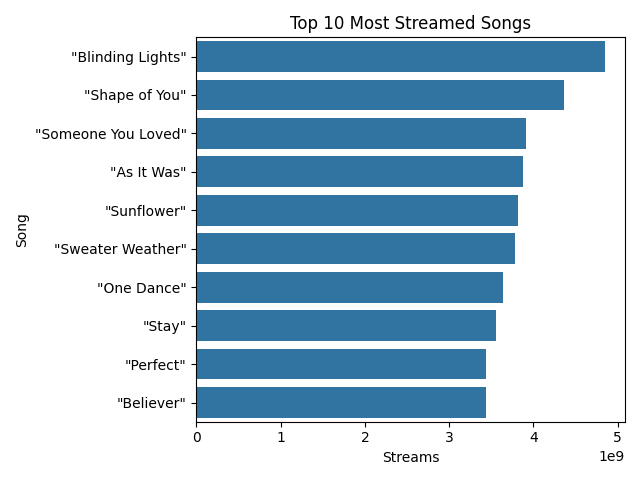 Top 10 Most Streamed Songs
"Blinding Lights"
"Shape of You"
"Someone You Loved"
"As It Was"
"Sunflower"
"Sweater Weather"
"One Dance"
"Stay"
"Perfect"
"Believer"
Song
0 1 2 3 4 5
1e9
Streams